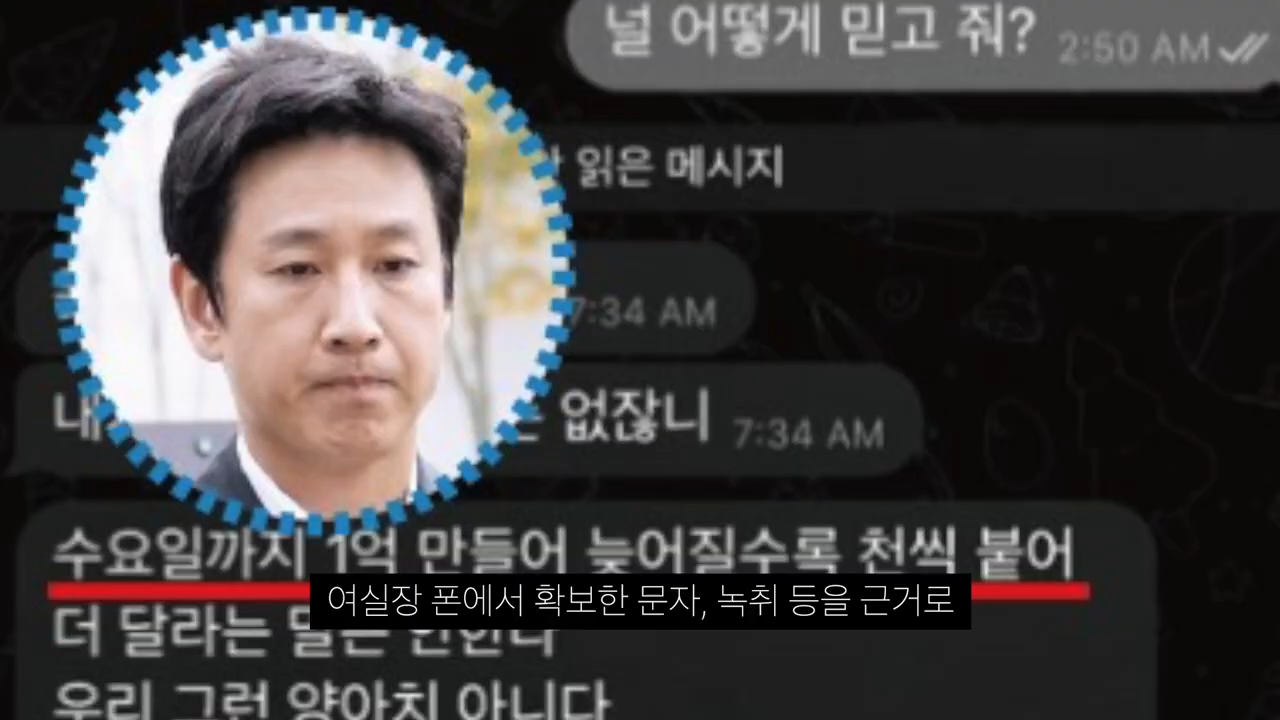 널 어떻게 믿고 줘? 2:50 AM
읽은 메시지
7:34 AM
내 없잖니 7:34 AM
수요일까지 1억 만들어 늦어질수록 천씩 붙어
여실장 폰에서 확보한 문자, 녹취 등을 근거로
더 달라는 말은 안한다
우리 그런 양아치 아니다